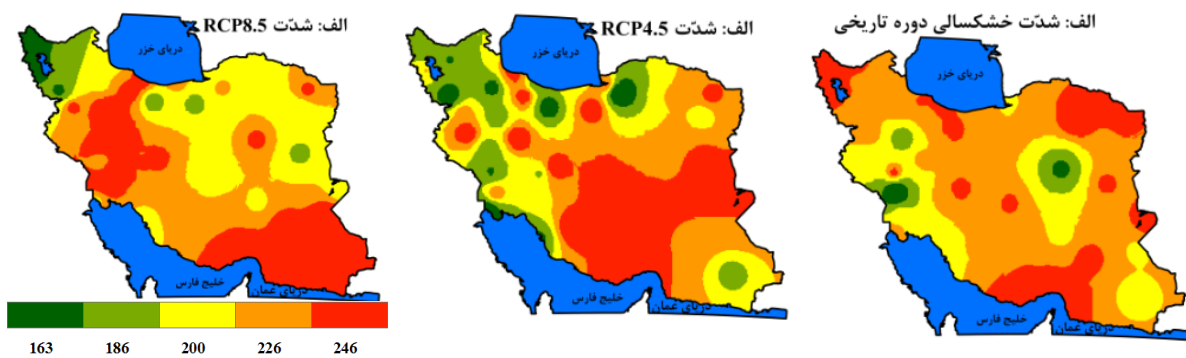 الف: شدّت RCP8.5
دریای خزر
خلیج فارس
دریای عمان
163 186 200 226 246
الف: شدّت RCP4.5
دریای خزر
خلیج فارس
دریای عمان
الف: شدّت خشکسالی دوره تاریخی
دریای خزر
خلیج فارس
دریای عمان